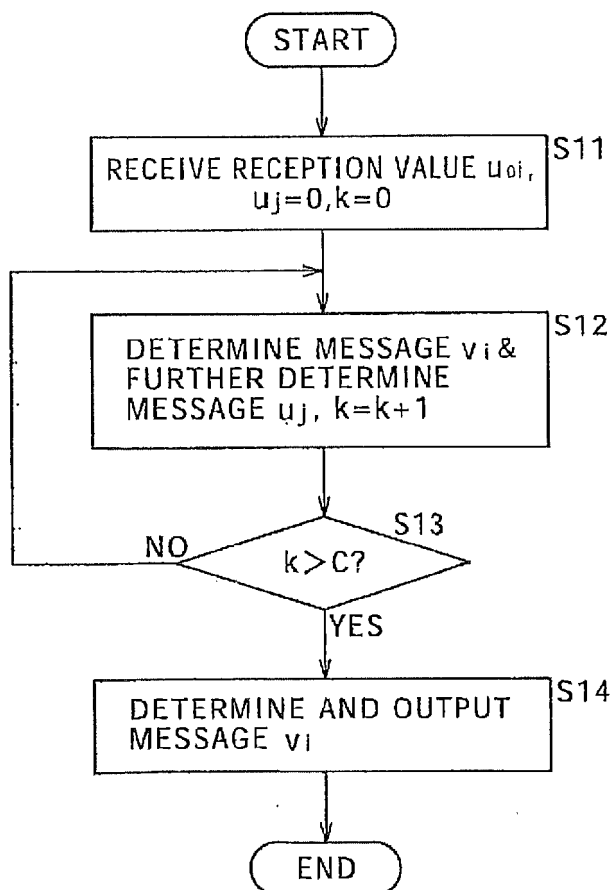 START
RECEIVE RECEPTION VALUE uoi,
uj=0,k=0
S11
DETERMINE MESSAGE vi &
FURTHER DETERMINE
MESSAGE uj, k=k+1
S12
k>C?
S13
NO
YES
DETERMINE AND OUTPUT
MESSAGE vi
S14
END